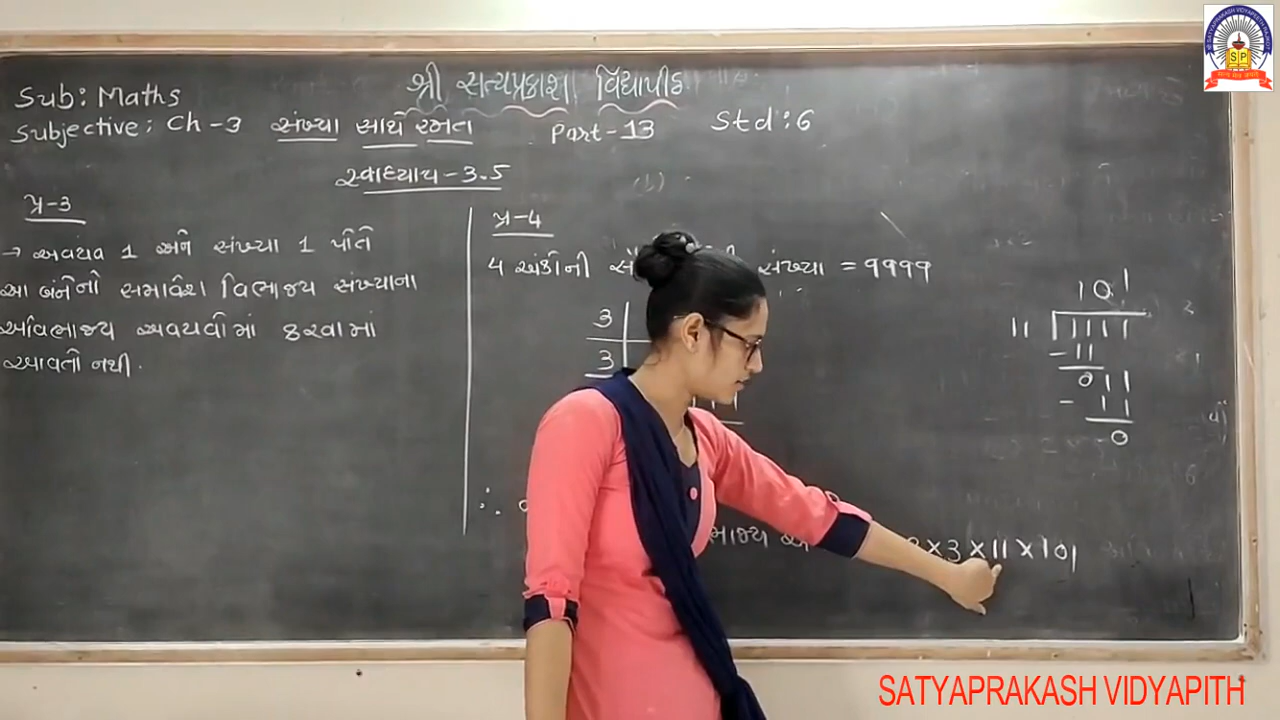 શ્રી સત્યપ્રકાશ વિદ્યાપીઠ
Sub: Maths
Subjective: Ch-3 સંખ્યા સાથે રમત Part-13 Std: 6
સ્વાધ્યાય-3.5
પ્ર-3
→ અવયવ 1 અને સંખ્યા 1 પોતે
આ બંનેનો સમાવેશ વિભાજ્ય સંખ્યાના
અવિભાજ્ય અવયવોમાં કરવામાં
આવતો નથી.
પ્ર-4
4 અંકોની સંખ્યા = ૧૧૧૧
3
3
101
11 1111
-11
011
- 11
0
∴
× 3 × 11 × 101
SP
SATYAPRAKASH VIDYAPITH